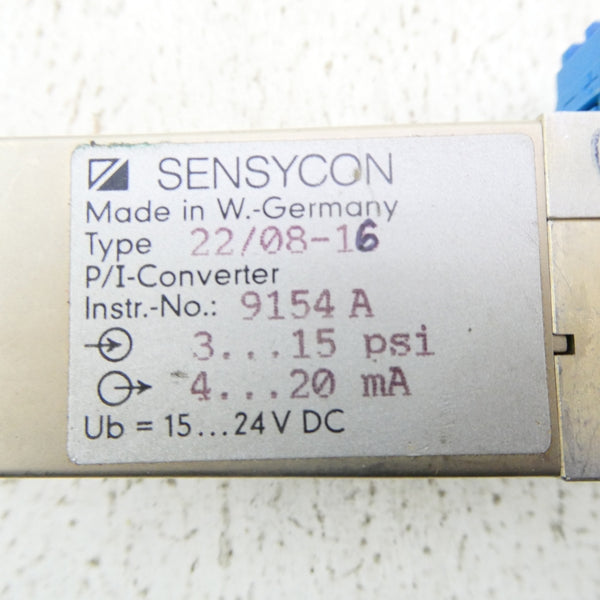 SENSYCON
Made in W.-Germany
Type 22/08-16
P/I-Converter
Instr.-No.: 9154 A
3...15 psi
4...20 mA
Ub = 15...24 V DC